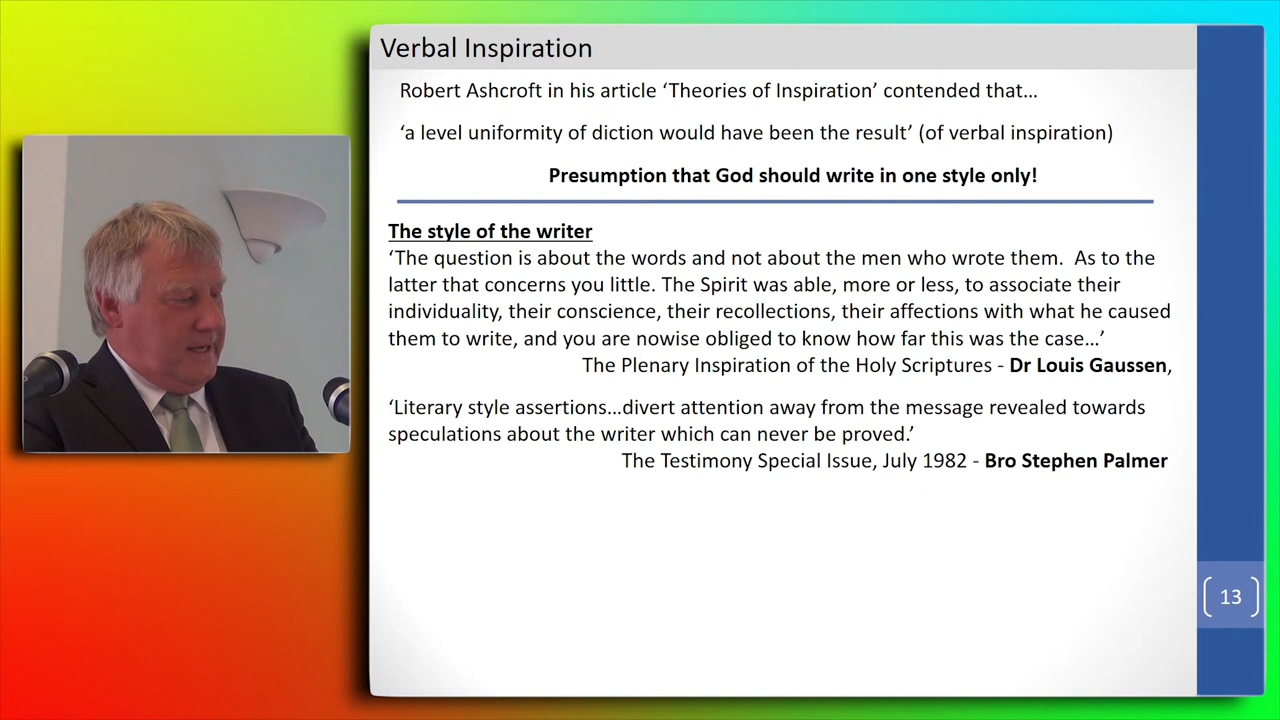 Verbal Inspiration
Robert Ashcroft in his article ‘Theories of Inspiration’ contended that…
‘a level uniformity of diction would have been the result’ (of verbal inspiration)
Presumption that God should write in one style only!
The style of the writer
‘The question is about the words and not about the men who wrote them.  As to the
latter that concerns you little. The Spirit was able, more or less, to associate their
individuality, their conscience, their recollections, their affections with what he caused
them to write, and you are nowise obliged to know how far this was the case…’
The Plenary Inspiration of the Holy Scriptures - Dr Louis Gaussen,
‘Literary style assertions…divert attention away from the message revealed towards
speculations about the writer which can never be proved.’
The Testimony Special Issue, July 1982 - Bro Stephen Palmer
13